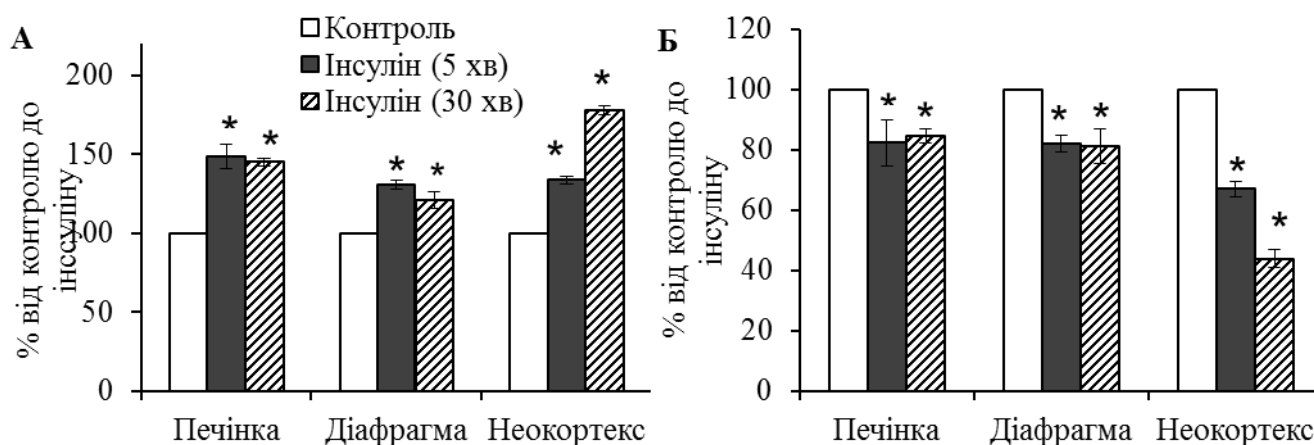 А
% від контролю до
інссуліну
200
150
100
50
0
Контроль
Інсулін (5 хв)
Інсулін (30 хв)
* * * * * *
Печінка Діафрагма Неокортекс
Б
% від контролю до
інсуліну
120
100
80
60
40
20
0
* * * * * *
Печінка Діафрагма Неокортекс